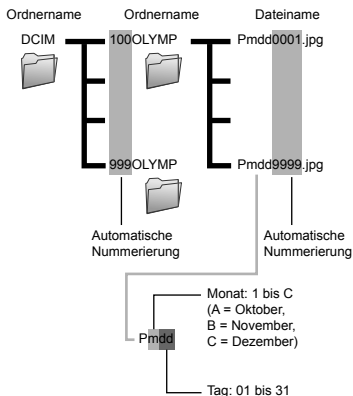 Ordnername
Ordnername
Dateiname
DCIM
100OLYMP
Pmdd0001.jpg
999OLYMP
Pmdd9999.jpg
Automatische
Nummerierung
Automatische
Nummerierung
Monat: 1 bis C
(A = Oktober,
B = November,
C = Dezember)
Pmdd
Tag: 01 bis 31